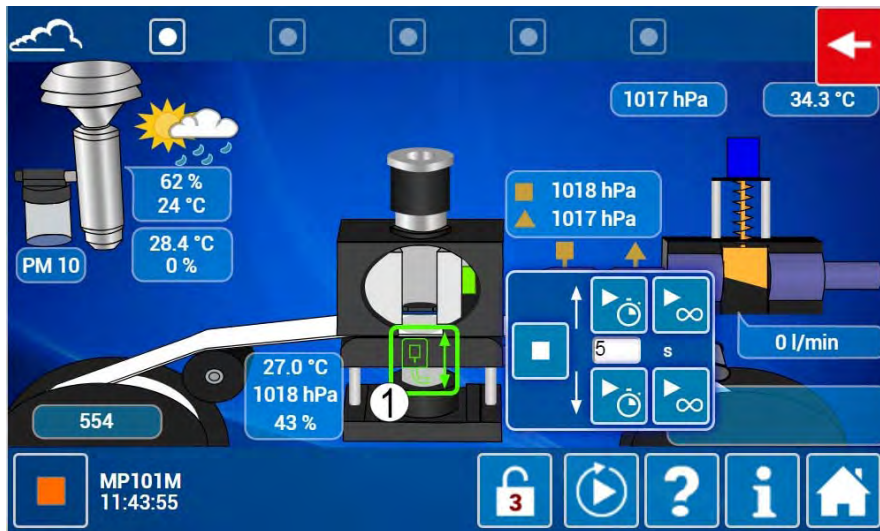 1017 hPa
34.3 °C
62 %
24 °C
1018 hPa
1017 hPa
28.4 °C
0 %
PM 10
0 l/min
5 s
27.0 °C
1018 hPa
43 %
1
554
MP101M
11:43:55
3
?
i